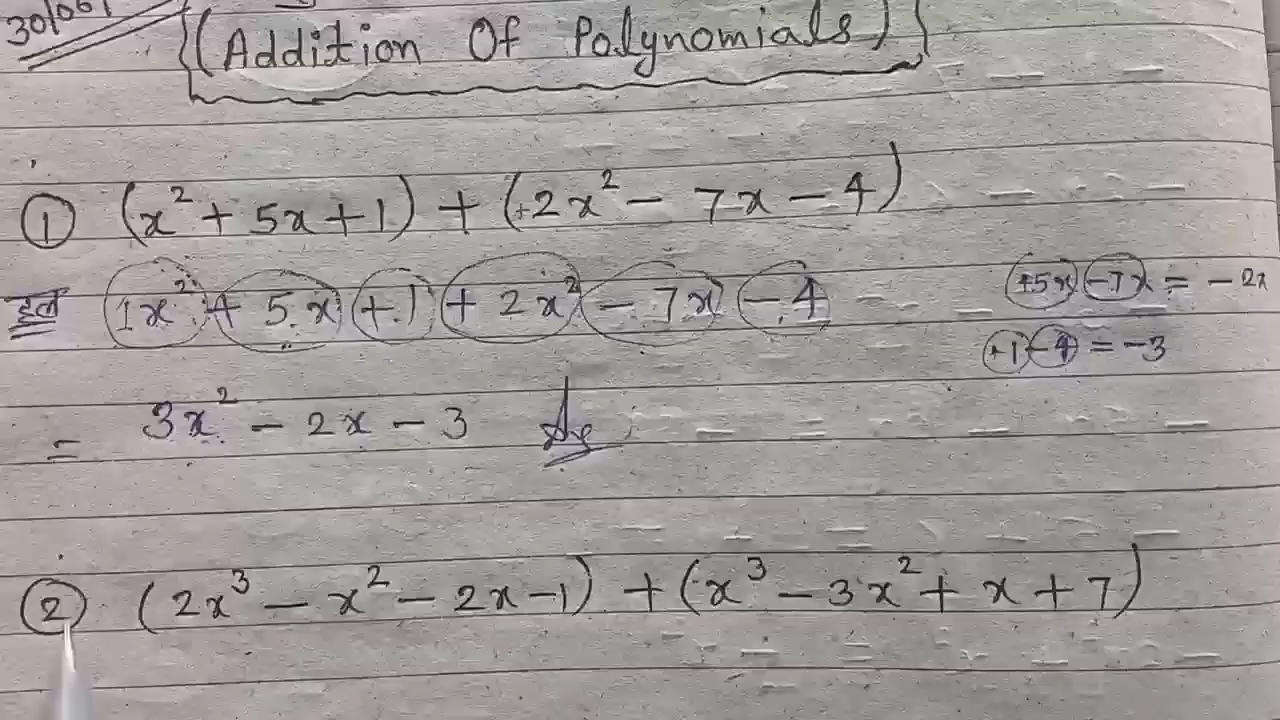 30/06/
{(Addition Of Polynomials)}
① (x² + 5x + 1) + (+2x² - 7x - 4)
हल 1x² + 5x + 1 + 2x² - 7x - 4
+5x - 7x = - 2x
+1 - 4 = -3
= 3x² - 2x - 3 Ans
② (2x³ - x² - 2x - 1) + (x³ - 3x² + x + 7)